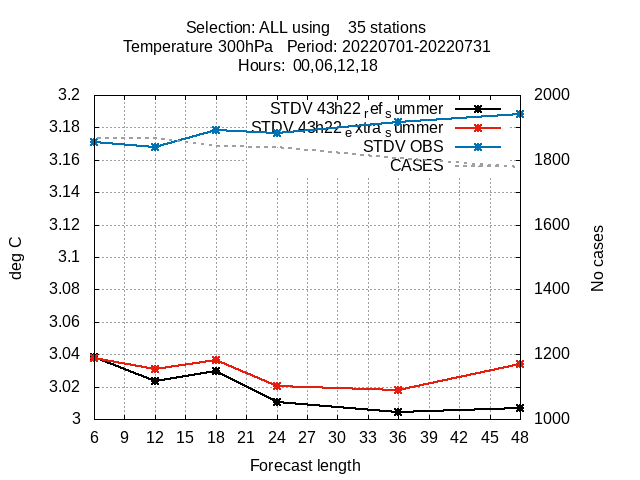 Selection: ALL using    35 stations
Temperature 300hPa   Period: 20220701-20220731
Hours:  00,06,12,18
3.2
3.18
3.16
3.14
3.12
3.1
3.08
3.06
3.04
3.02
3
deg C
STDV 43h22_ref_summer
STDV 43h22_extra_summer
STDV OBS
CASES
2000
1800
1600
1400
1200
1000
No cases
6 9 12 15 18 21 24 27 30 33 36 39 42 45 48
Forecast length